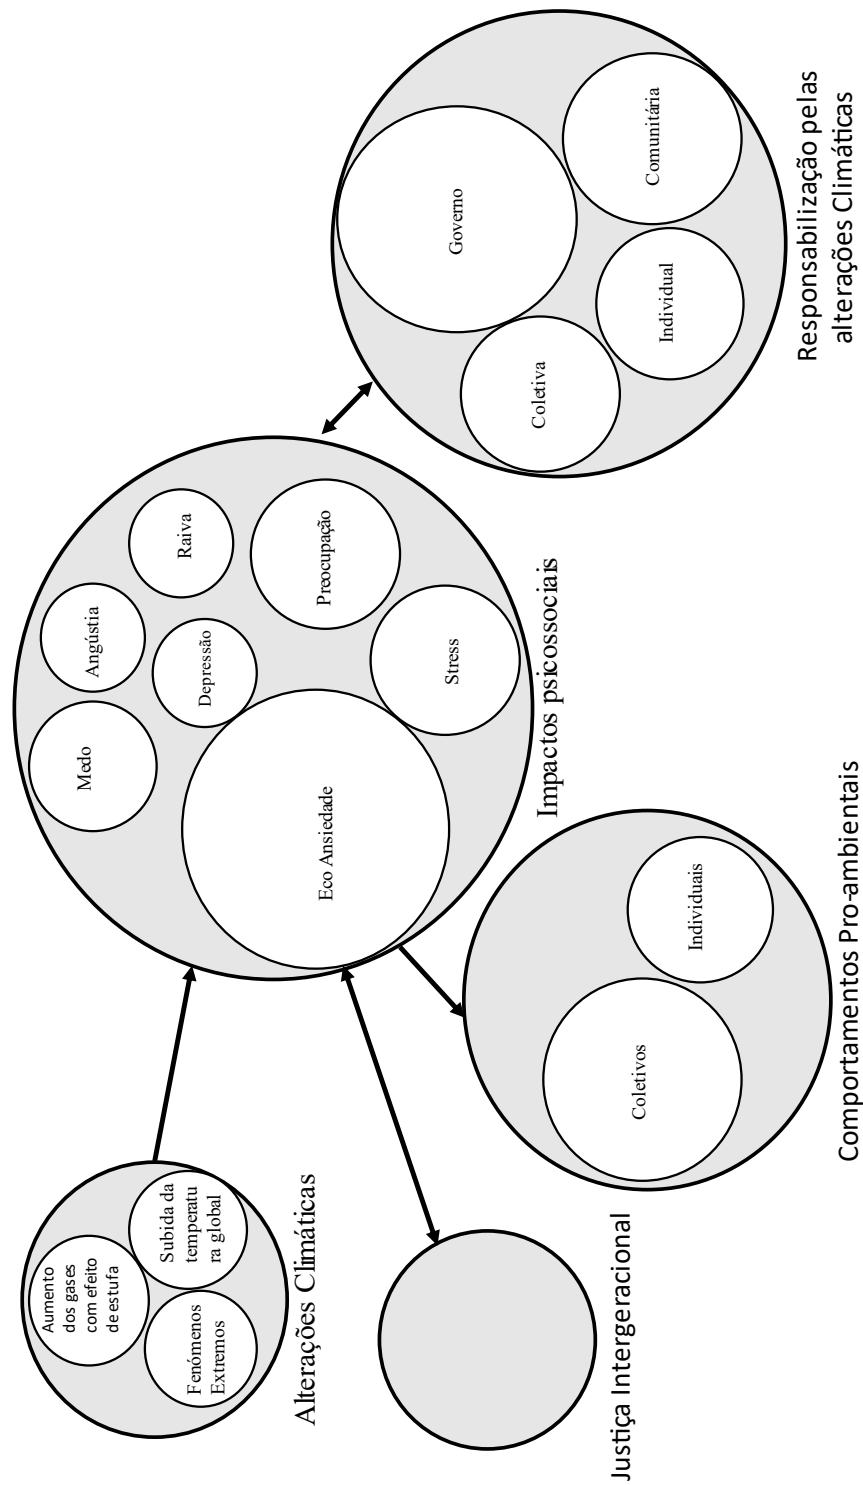 Aumento
dos gases
com efeito
de estufa
Fenómenos
Extremos
Subida da
temperatu
ra global
Alterações Climáticas
Medo
Angústia
Raiva
Depressão
Preocupação
Eco Ansiedade
Stress
Impactos psicossociais
Governo
Coletiva
Individual
Comunitária
Responsabilização pelas
alterações Climáticas
Justiça Intergeracional
Coletivos
Individuais
Comportamentos Pro-ambientais